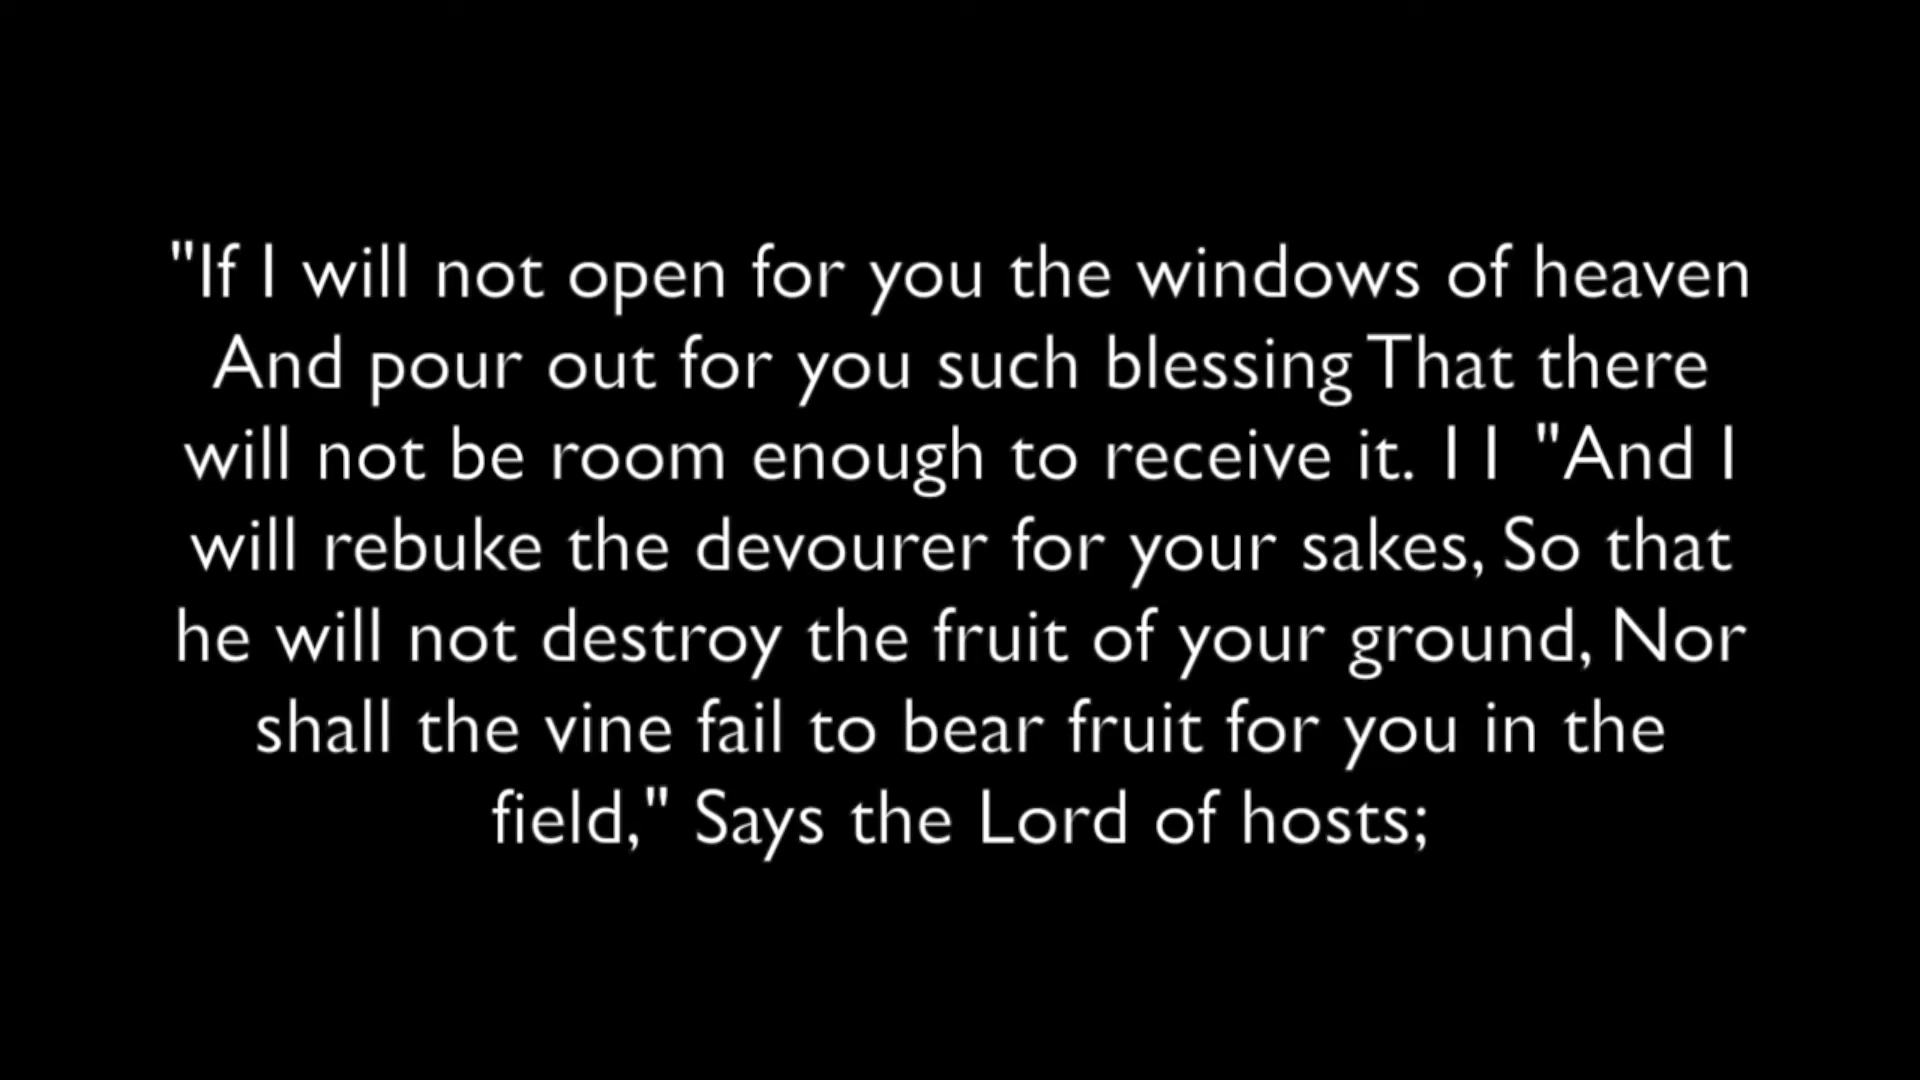 "If I will not open for you the windows of heaven
And pour out for you such blessing That there
will not be room enough to receive it. 11 "And I
will rebuke the devourer for your sakes, So that
he will not destroy the fruit of your ground, Nor
shall the vine fail to bear fruit for you in the
field," Says the Lord of hosts;